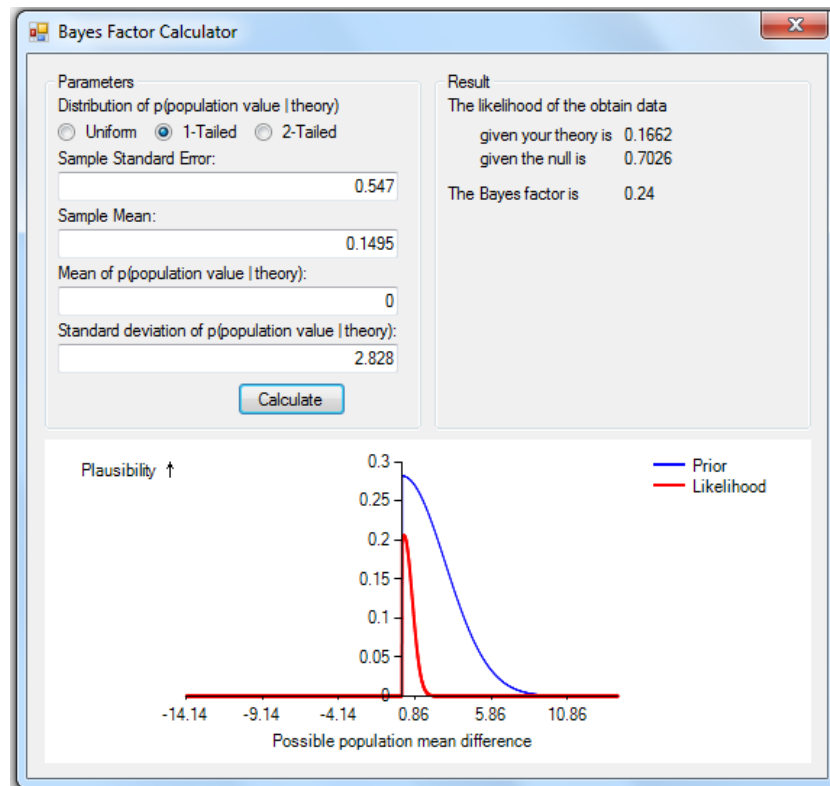 Bayes Factor Calculator
Parameters
Distribution of p(population value | theory)
Uniform 1-Tailed 2-Tailed
Sample Standard Error:
0.547
Sample Mean:
0.1495
Mean of p(population value | theory):
0
Standard deviation of p(population value | theory):
2.828
Calculate
Result
The likelihood of the obtain data
given your theory is 0.1662
given the null is 0.7026
The Bayes factor is 0.24
Plausibility ↑
Prior
Likelihood
0.3
0.25
0.2
0.15
0.1
0.05
0
-14.14 -9.14 -4.14 0.86 5.86 10.86
Possible population mean difference